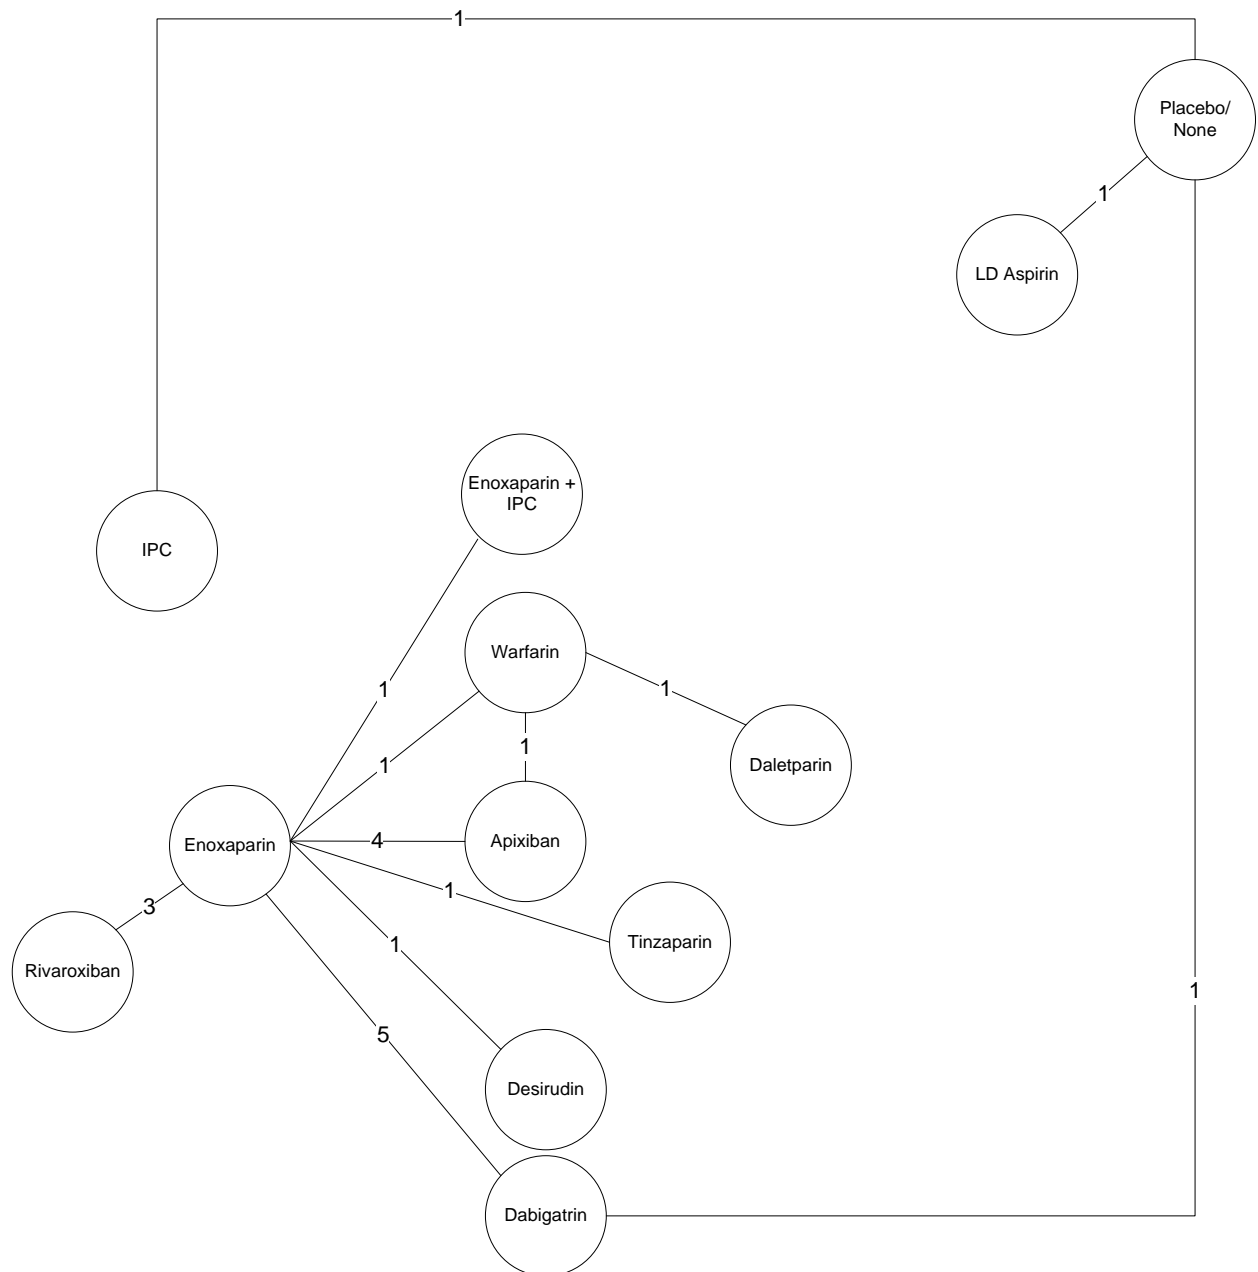 1
Placebo/
None
1
LD Aspirin
Enoxaparin +
IPC
IPC
Warfarin
1
1
1
1
Daletparin
Enoxaparin
4
Apixiban
1
3
Tinzaparin
Rivaroxiban
1
1
5
Desirudin
Dabigatrin